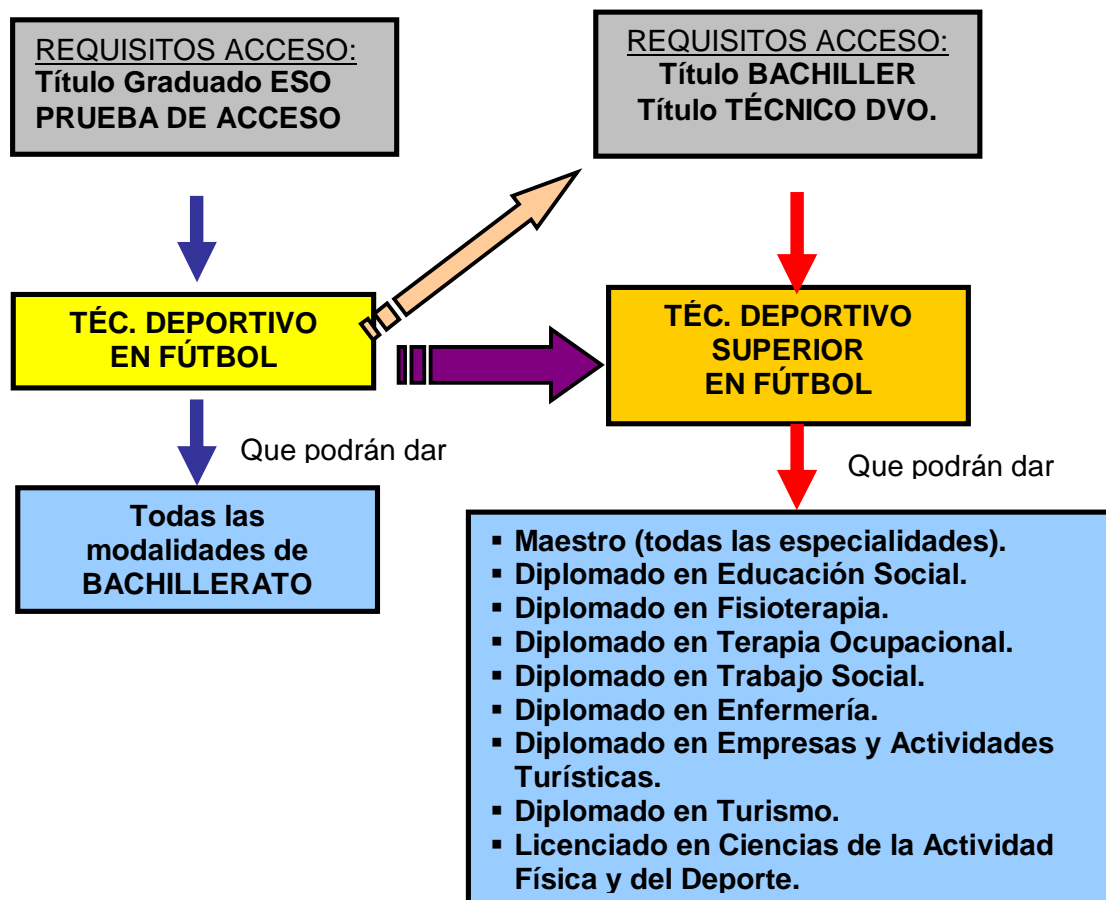 REQUISITOS ACCESO:
Título Graduado ESO
PRUEBA DE ACCESO
REQUISITOS ACCESO:
Título BACHILLER
Título TÉCNICO DVO.
TÉC. DEPORTIVO
EN FÚTBOL
TÉC. DEPORTIVO
SUPERIOR
EN FÚTBOL
Que podrán dar
Que podrán dar
Todas las
modalidades de
BACHILLERATO
▪ Maestro (todas las especialidades).
▪ Diplomado en Educación Social.
▪ Diplomado en Fisioterapia.
▪ Diplomado en Terapia Ocupacional.
▪ Diplomado en Trabajo Social.
▪ Diplomado en Enfermería.
▪ Diplomado en Empresas y Actividades
Turísticas.
▪ Diplomado en Turismo.
▪ Licenciado en Ciencias de la Actividad
Física y del Deporte.